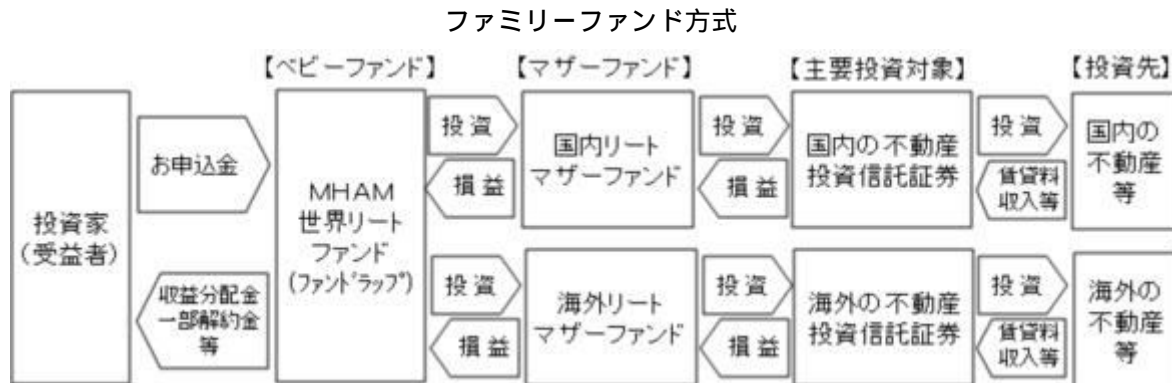 ファミリーファンド方式
【ベビーファンド】
【マザーファンド】
【主要投資対象】
【投資先】
投資家
(受益者)
お申込金
収益分配金
一部解約金
等
MHAM
世界リート
ファンド
(ファンドラップ)
投資
損益
国内リート
マザーファンド
投資
損益
国内の不動産
投資信託証券
投資
賃貸料
収入等
国内の
不動産
等
投資
損益
海外リート
マザーファンド
投資
損益
海外の不動産
投資信託証券
投資
賃貸料
収入等
海外の
不動産
等